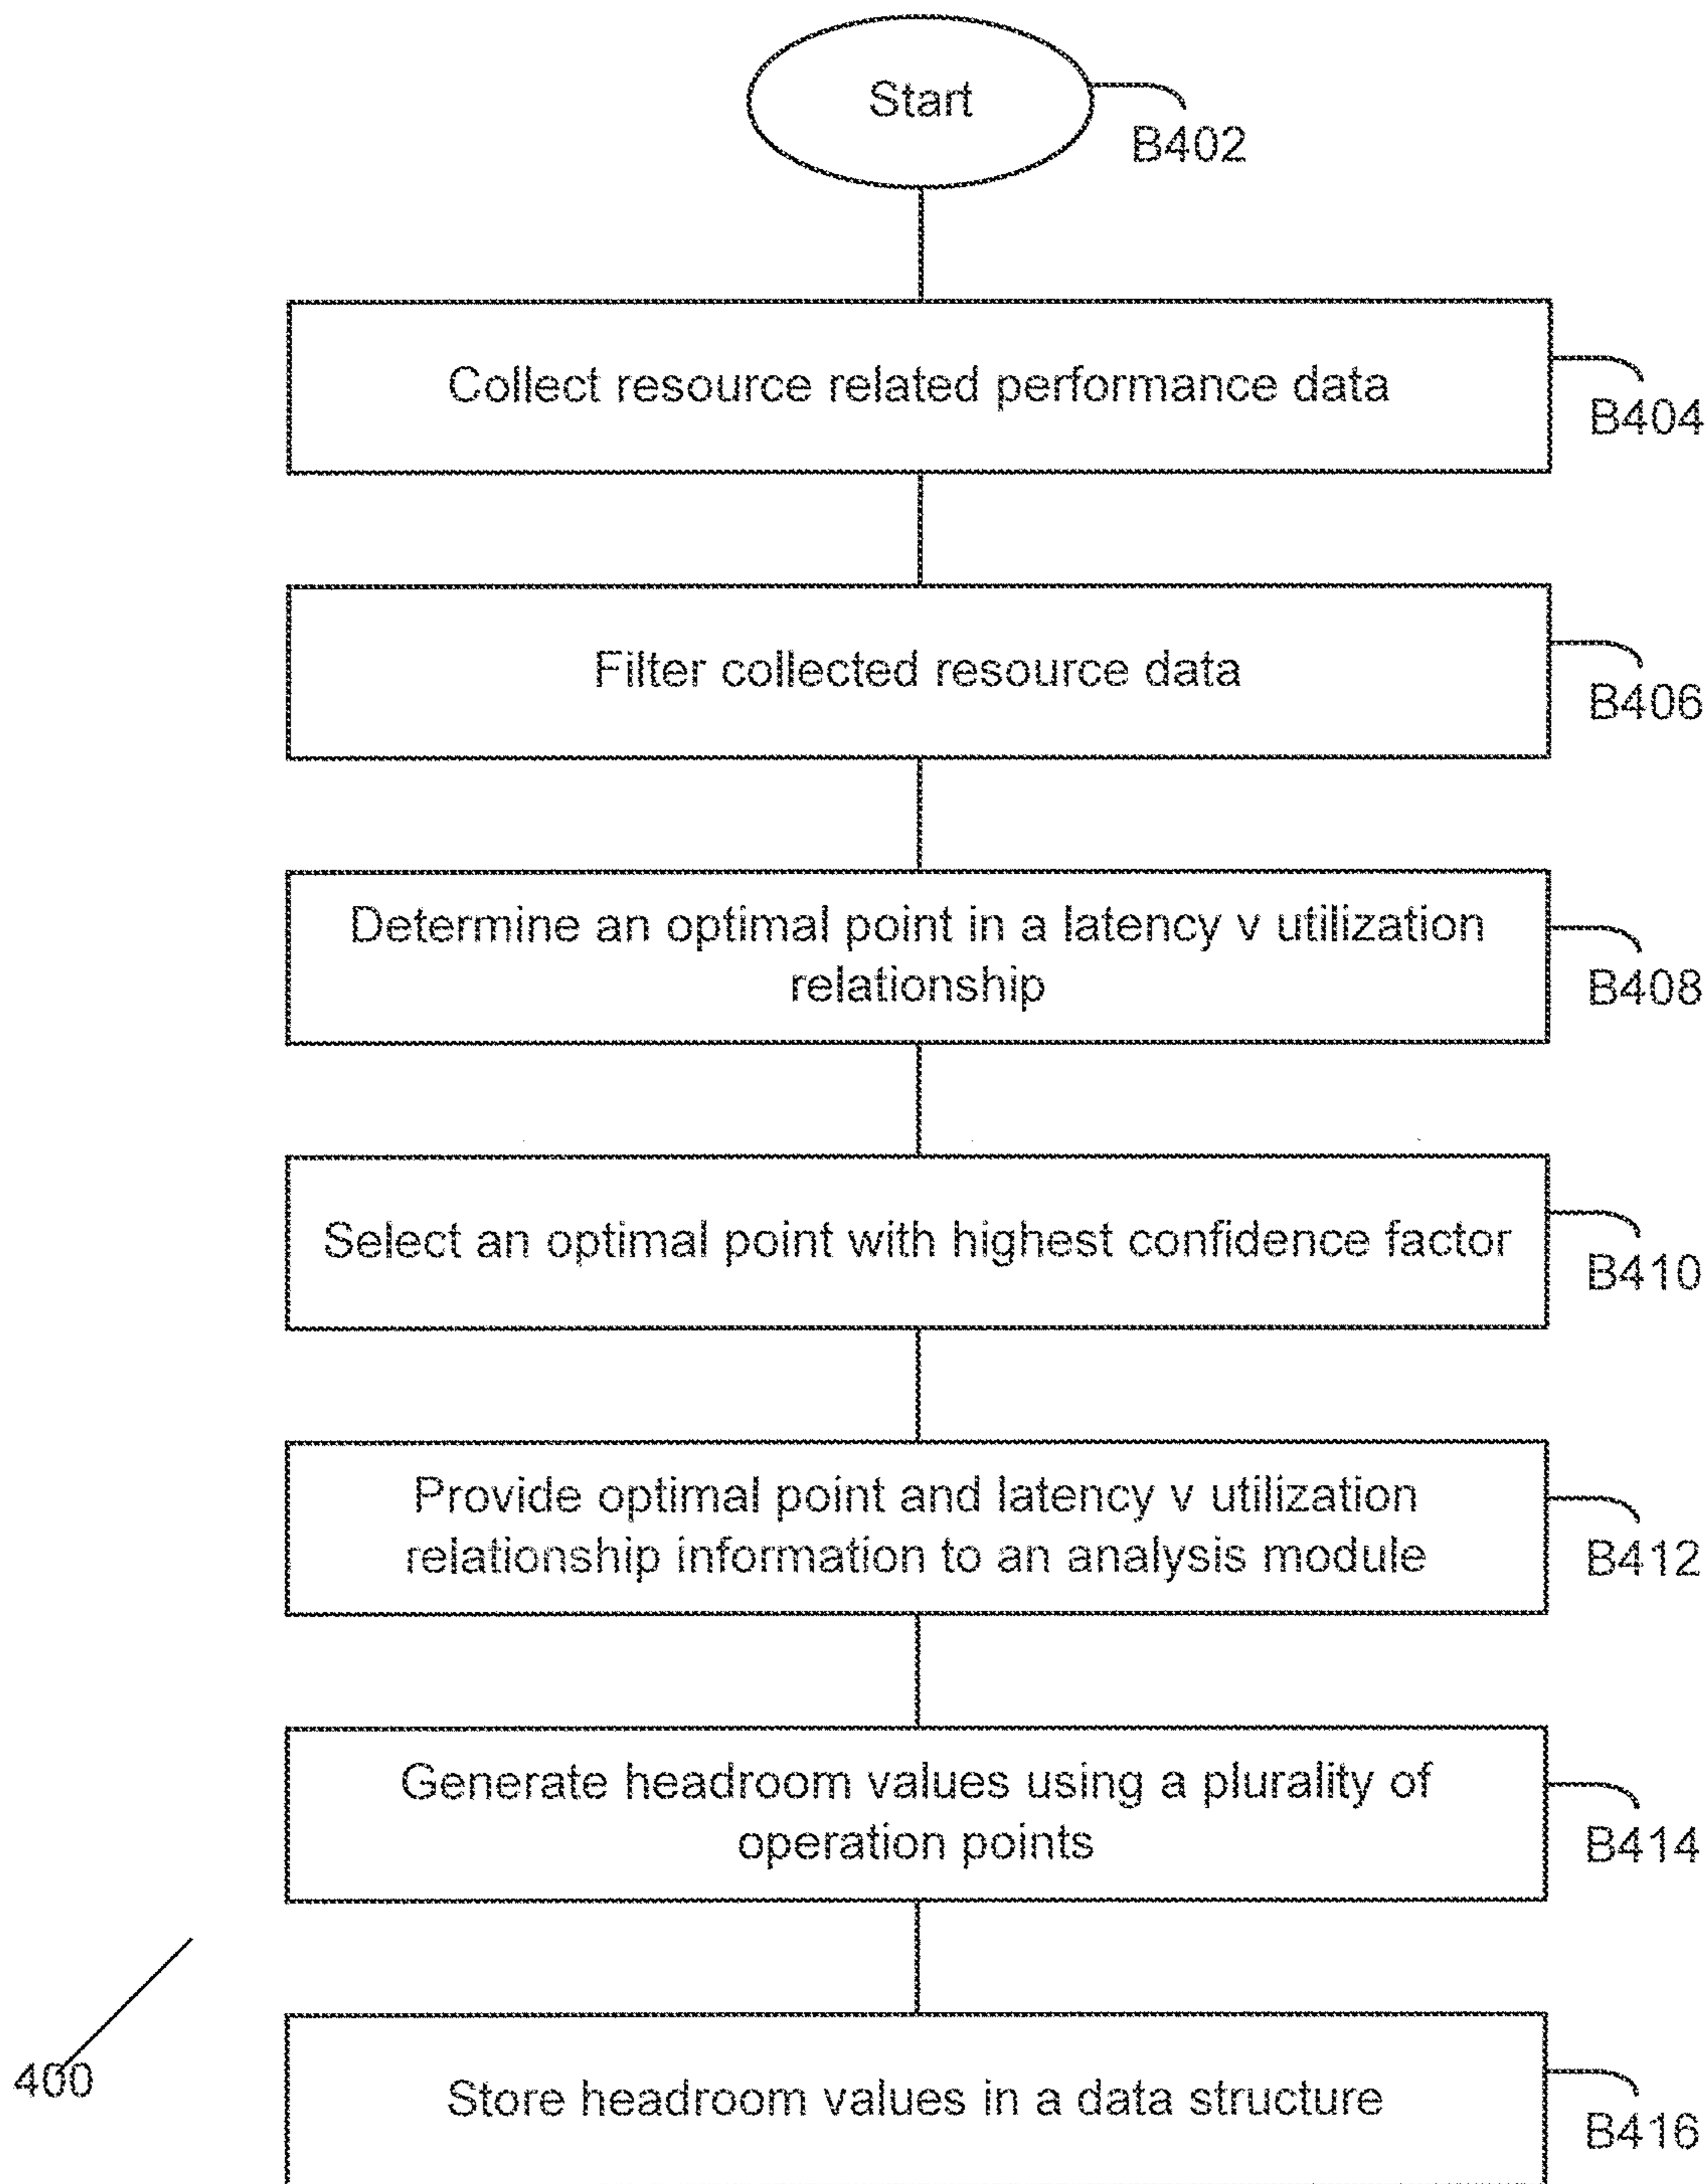 Start
B402
Collect resource related performance data
B404
Filter collected resource data
B406
Determine an optimal point in a latency v utilization
relationship
B408
Select an optimal point with highest confidence factor
B410
Provide optimal point and latency v utilization
relationship information to an analysis module
B412
Generate headroom values using a plurality of
operation points
B414
400
Store headroom values in a data structure
B416